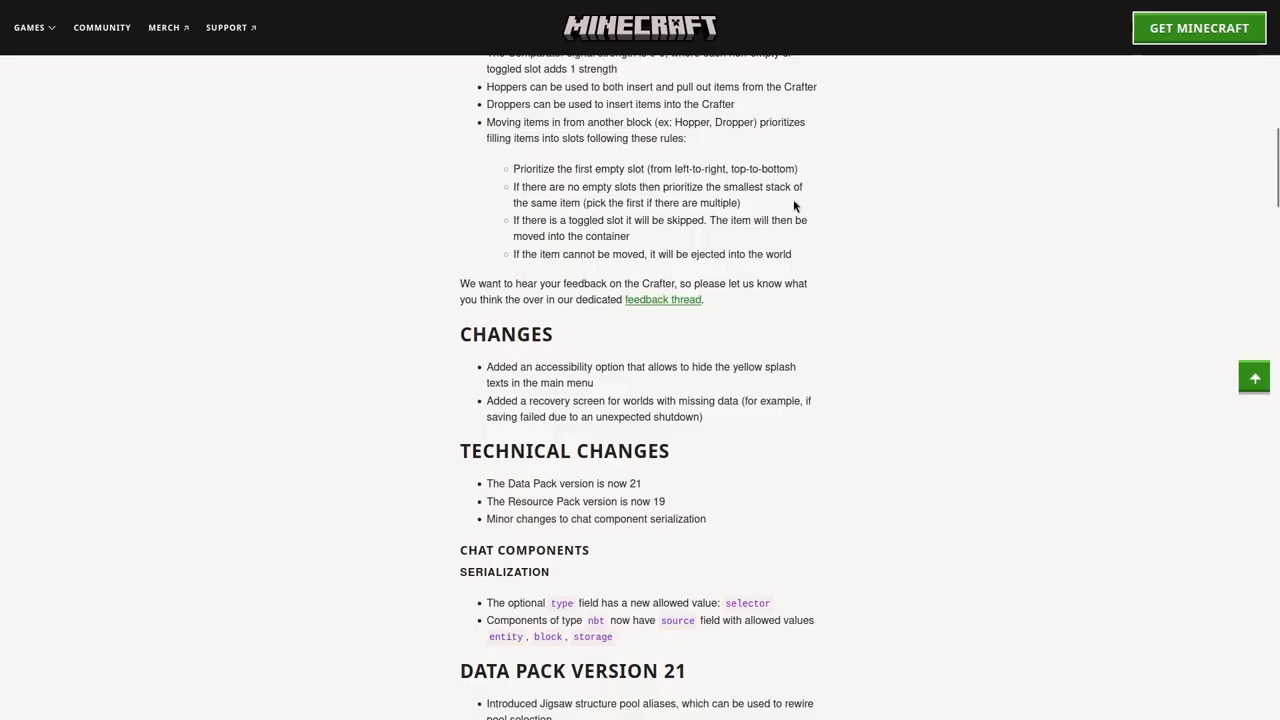 GAMES
COMMUNITY
MERCH
SUPPORT
MINECRAFT
GET MINECRAFT
toggled slot adds 1 strength
Hoppers can be used to both insert and pull out items from the Crafter
Droppers can be used to insert items into the Crafter
Moving items in from another block (ex: Hopper, Dropper) prioritizes
filling items into slots following these rules:
Prioritize the first empty slot (from left-to-right, top-to-bottom)
If there are no empty slots then prioritize the smallest stack of
the same item (pick the first if there are multiple)
If there is a toggled slot it will be skipped. The item will then be
moved into the container
If the item cannot be moved, it will be ejected into the world
We want to hear your feedback on the Crafter, so please let us know what
you think the over in our dedicated feedback thread.
CHANGES
Added an accessibility option that allows to hide the yellow splash
texts in the main menu
Added a recovery screen for worlds with missing data (for example, if
saving failed due to an unexpected shutdown)
TECHNICAL CHANGES
The Data Pack version is now 21
The Resource Pack version is now 19
Minor changes to chat component serialization
CHAT COMPONENTS
SERIALIZATION
The optional type field has a new allowed value: selector
Components of type nbt now have source field with allowed values
entity, block, storage
DATA PACK VERSION 21
Introduced Jigsaw structure pool aliases, which can be used to rewire
pool selection